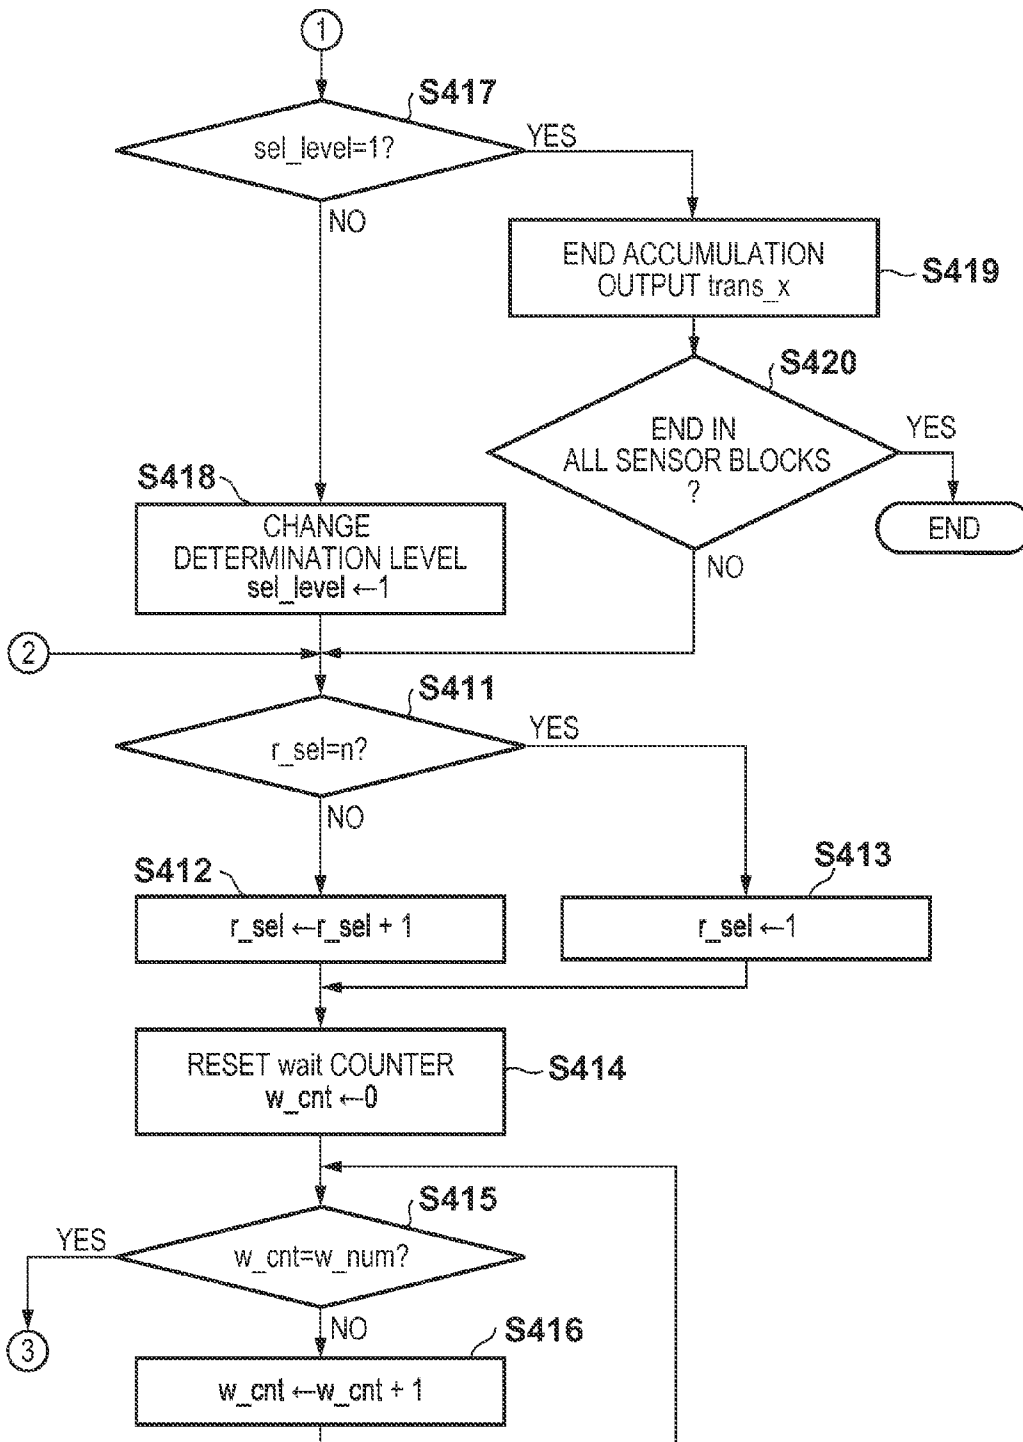 1
S417
sel_level=1?
YES
NO
END ACCUMULATION
OUTPUT trans_x
S419
S420
END IN
ALL SENSOR BLOCKS
?
YES
END
NO
S418
CHANGE
DETERMINATION LEVEL
sel_level ←1
2
S411
r_sel=n?
YES
NO
S412
r_sel ←r_sel + 1
S413
r_sel ←1
RESET wait COUNTER
w_cnt ←0
S414
S415
w_cnt=w_num?
YES
NO
3
S416
w_cnt ←w_cnt + 1